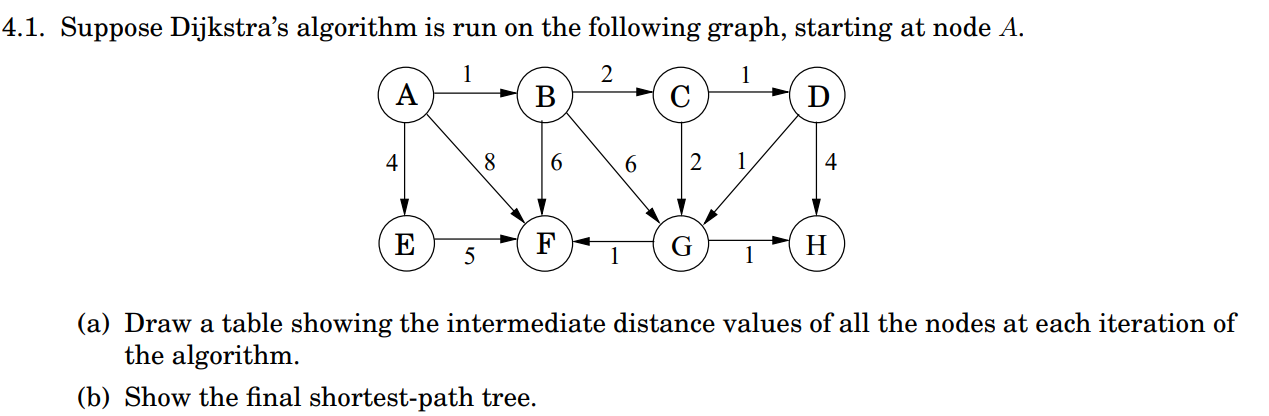 4.1. Suppose Dijkstra's algorithm is run on the following graph, starting at node A.
1 2 1
A B C D
4 8 6 6 2 1 4
E F G H
5 1 1
(a) Draw a table showing the intermediate distance values of all the nodes at each iteration of
the algorithm.
(b) Show the final shortest-path tree.